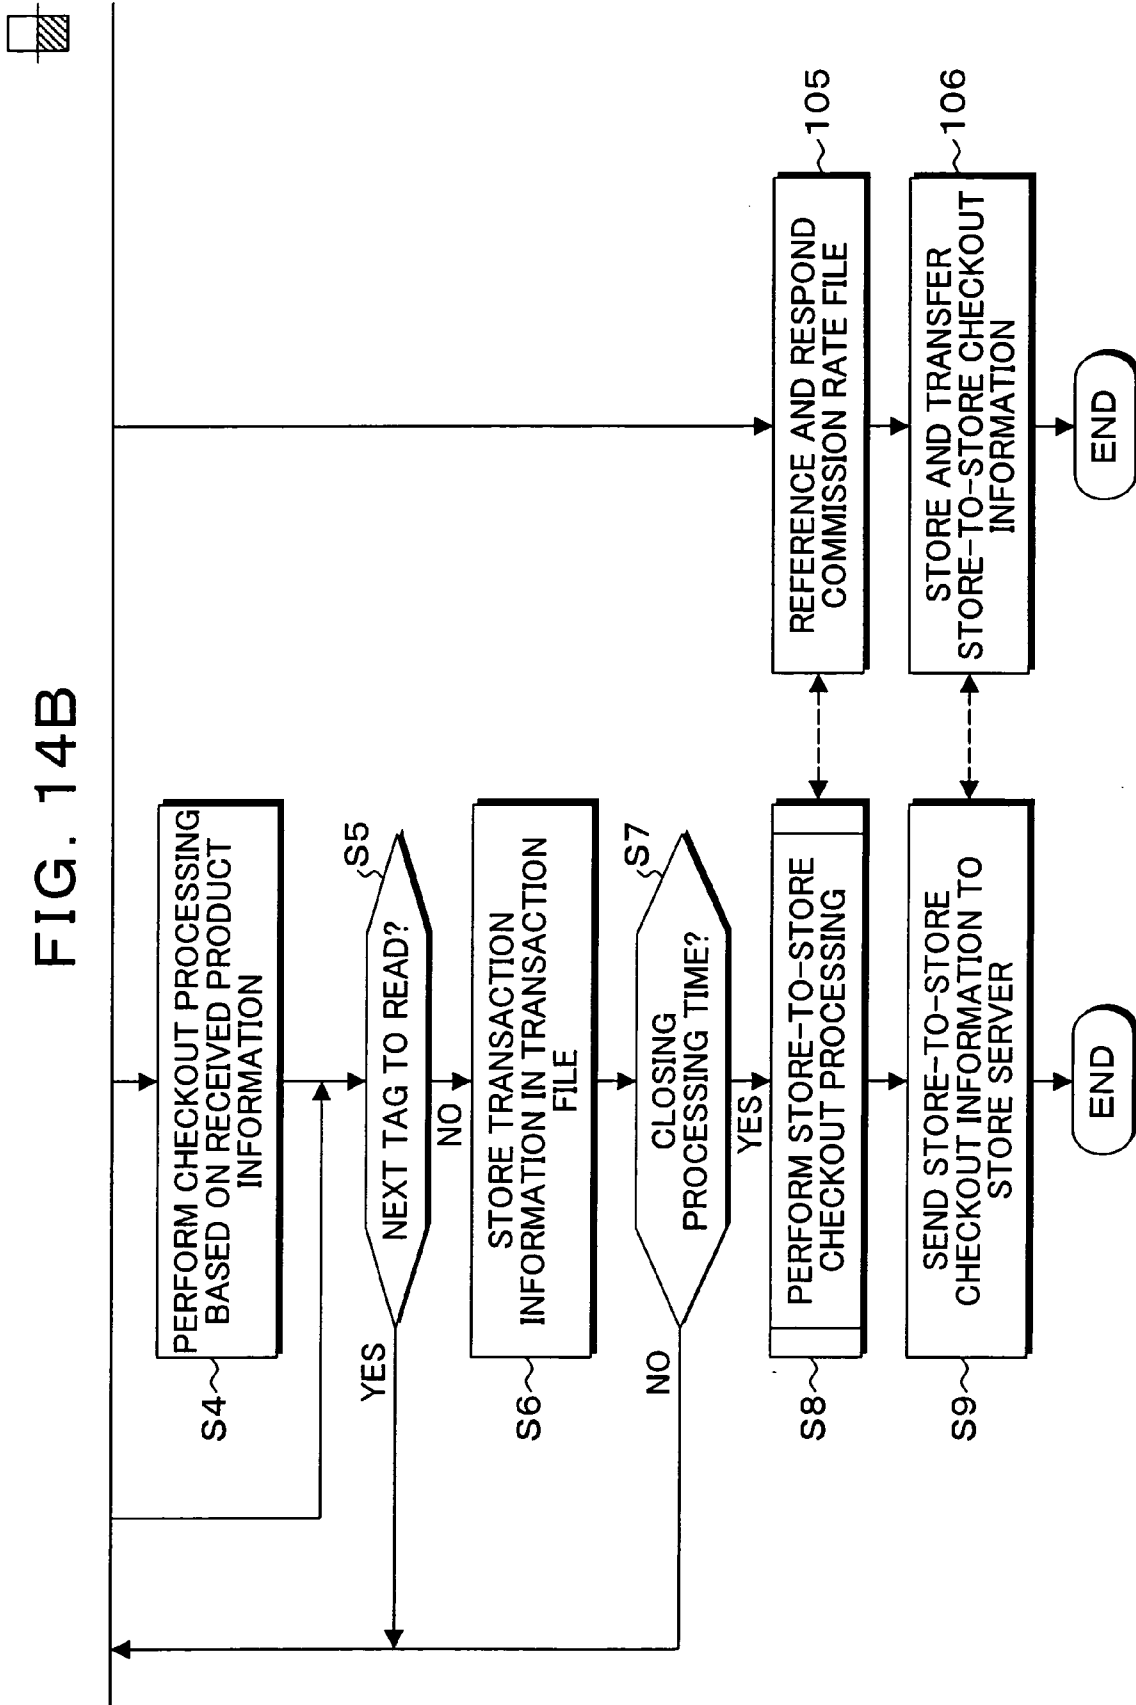 FIG. 14B
S4
PERFORM CHECKOUT PROCESSING
BASED ON RECEIVED PRODUCT
INFORMATION
S5
NEXT TAG TO READ?
YES
NO
S6
STORE TRANSACTION
INFORMATION IN TRANSACTION
FILE
S7
CLOSING
PROCESSING TIME?
NO
YES
S8
PERFORM STORE-TO-STORE
CHECKOUT PROCESSING
S9
SEND STORE-TO-STORE
CHECKOUT INFORMATION TO
STORE SERVER
END
105
REFERENCE AND RESPOND
COMMISSION RATE FILE
106
STORE AND TRANSFER
STORE-TO-STORE CHECKOUT
INFORMATION
END